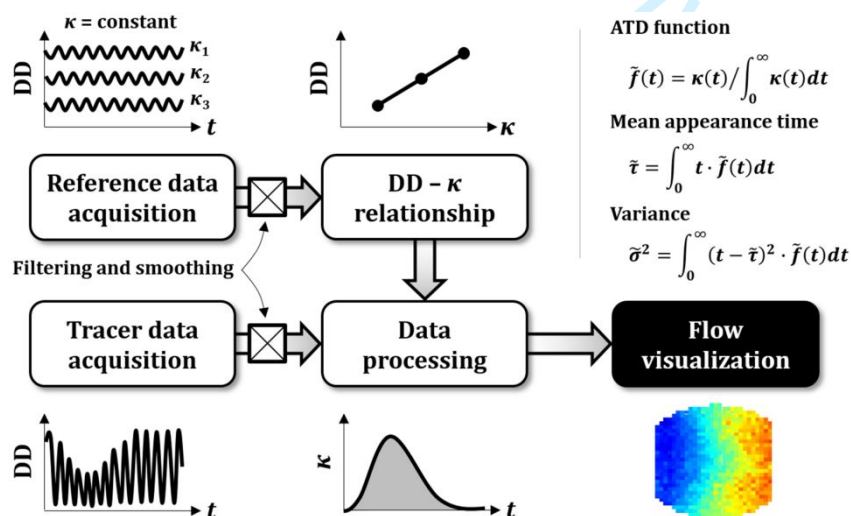 κ = constant
DD
κ₁
κ₂
κ₃
t
DD
κ
ATD function
f̃(t) = κ(t)/∫₀^∞ κ(t)dt
Mean appearance time
τ̃ = ∫₀^∞ t · f̃(t)dt
Variance
σ̃² = ∫₀^∞ (t − τ̃)² · f̃(t)dt
Reference data
acquisition
DD – κ
relationship
Filtering and smoothing
Tracer data
acquisition
Data
processing
Flow
visualization
DD
t
κ
t